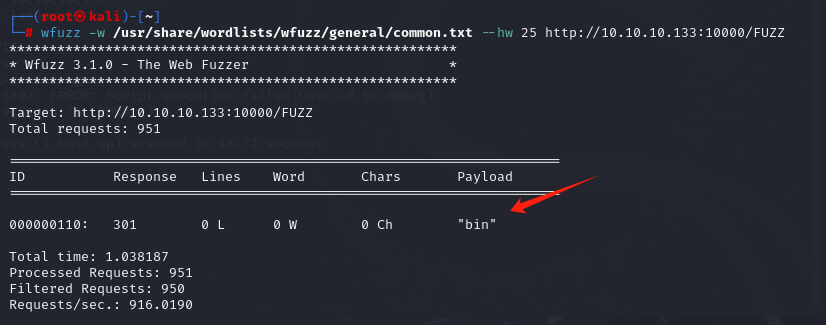 ┌──(root㉿kali)-[~]
└─# wfuzz -w /usr/share/wordlists/wfuzz/general/common.txt --hw 25 http://10.10.10.133:10000/FUZZ
********************************************************
* Wfuzz 3.1.0 - The Web Fuzzer                         *
********************************************************
Target: http://10.10.10.133:10000/FUZZ
Total requests: 951
=====================================================================
ID           Response   Lines    Word       Chars       Payload
=====================================================================
000000110:   301        0 L      0 W        0 Ch        "bin"
Total time: 1.038187
Processed Requests: 951
Filtered Requests: 950
Requests/sec.: 916.0190